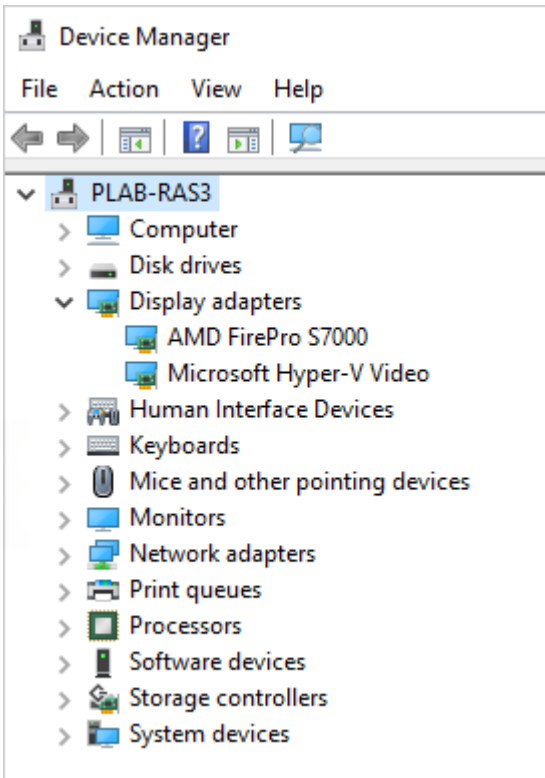 Device Manager
File Action View Help
?
PLAB-RAS3
Computer
Disk drives
Display adapters
AMD FirePro S7000
Microsoft Hyper-V Video
Human Interface Devices
Keyboards
Mice and other pointing devices
Monitors
Network adapters
Print queues
Processors
Software devices
Storage controllers
System devices